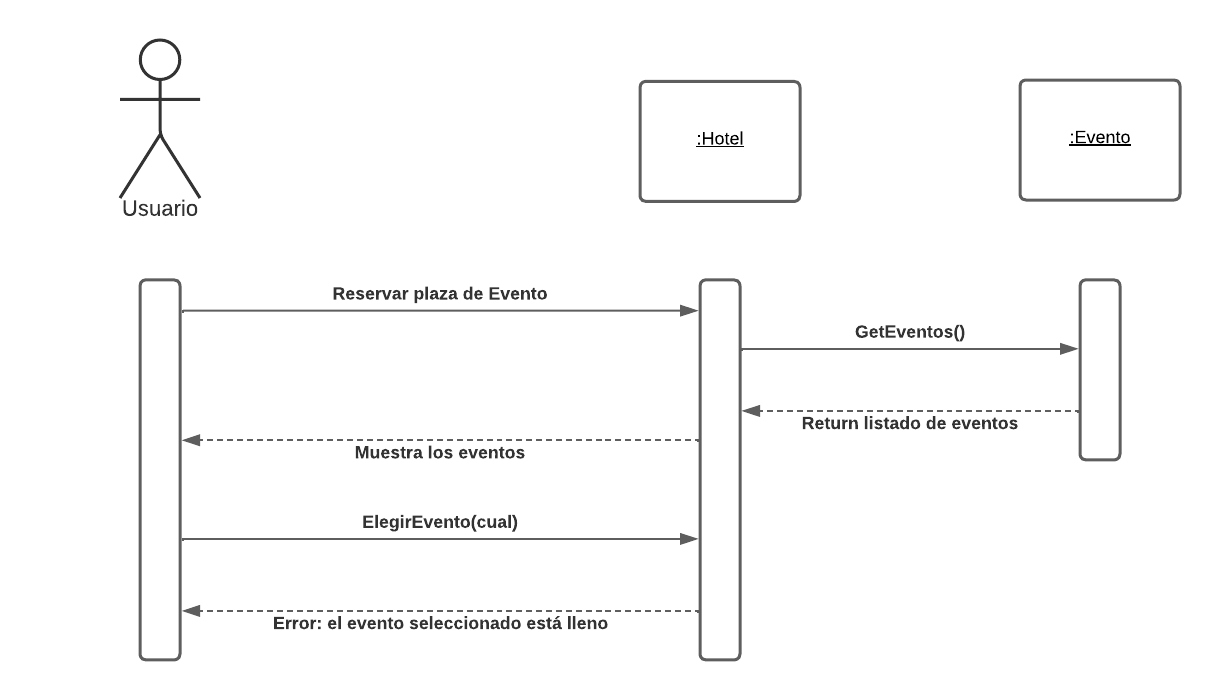 Usuario
:Hotel
:Evento
Reservar plaza de Evento
GetEventos()
Return listado de eventos
Muestra los eventos
ElegirEvento(cual)
Error: el evento seleccionado está lleno